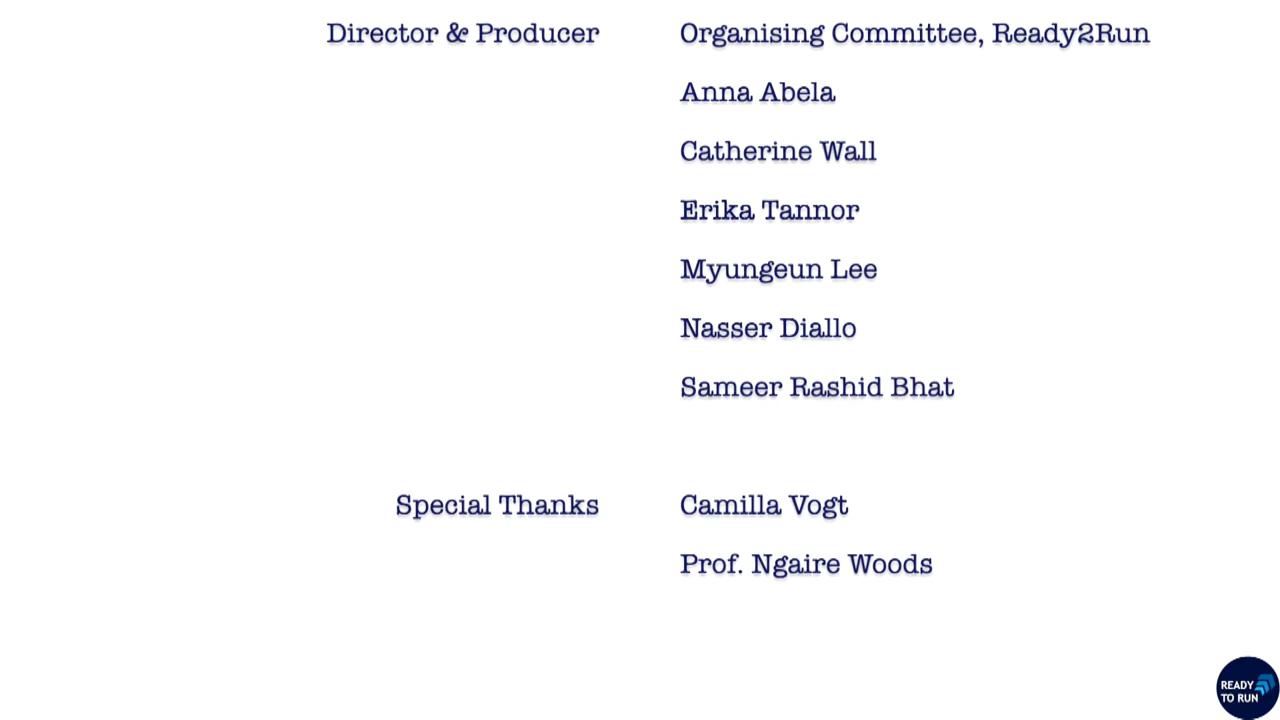 Director & Producer Organising Committee, Ready2Run
Anna Abela
Catherine Wall
Erika Tannor
Myungeun Lee
Nasser Diallo
Sameer Rashid Bhat
Special Thanks Camilla Vogt
Prof. Ngaire Woods
READY
TO RUN